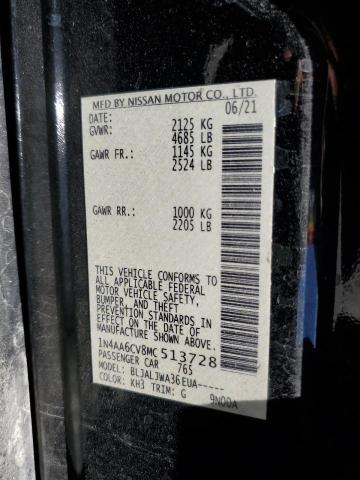 MFD BY NISSAN MOTOR CO., LTD.
DATE: 06/21
GVWR: 2125 KG
4685 LB
GAWR FR.: 1145 KG
2524 LB
GAWR RR.: 1000 KG
2205 LB
THIS VEHICLE CONFORMS TO
ALL APPLICABLE FEDERAL
MOTOR VEHICLE SAFETY,
BUMPER, AND THEFT
PREVENTION STANDARDS IN
EFFECT ON THE DATE OF
MANUFACTURE SHOWN ABOVE.
1N4AA6CV8MC513728
PASSENGER CAR 765
MODEL: BLJALJWA36EUA-----
COLOR: KH3 TRIM: G 9N00A